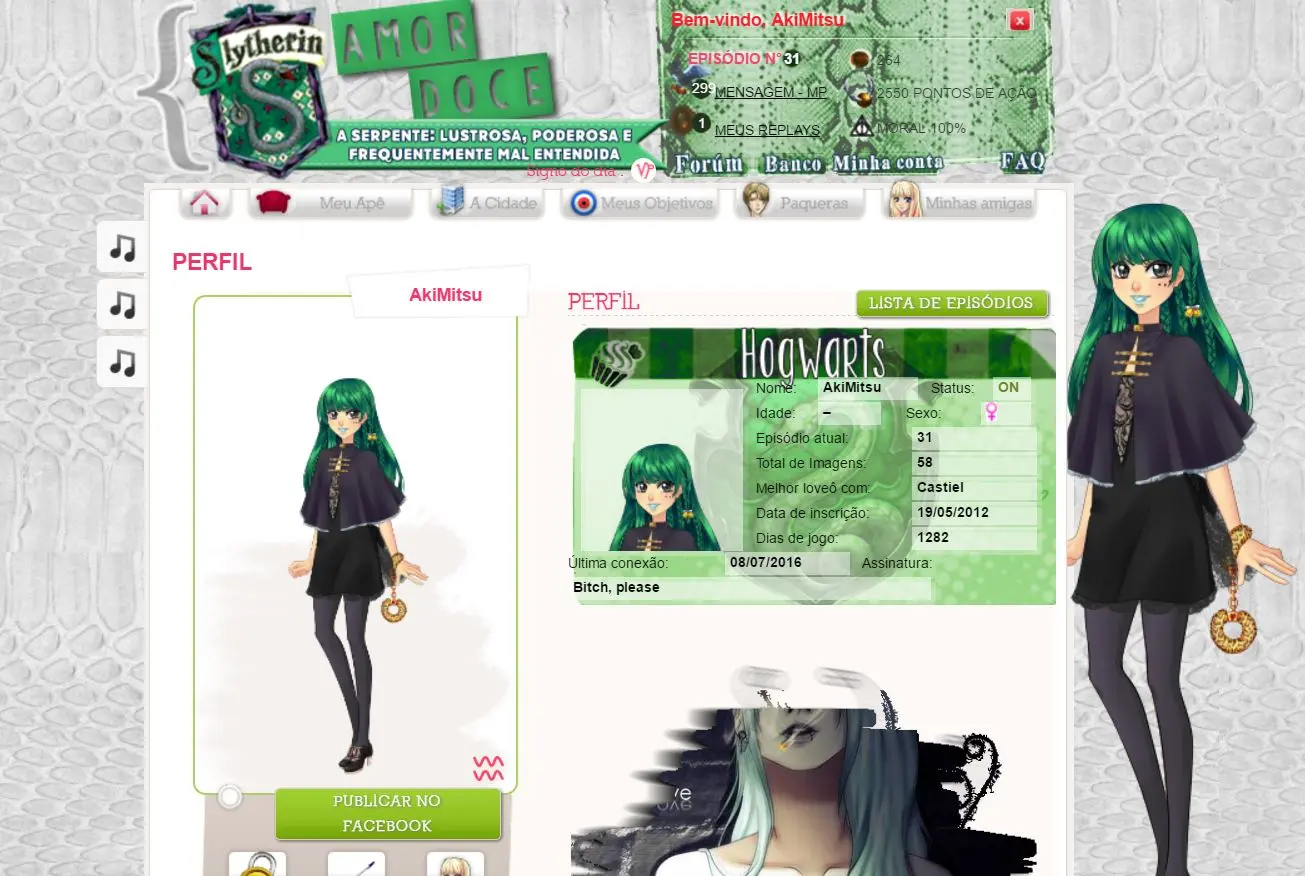 Slytherin
AMOR
DOCE
A SERPENTE: LUSTROSA, PODEROSA E
FREQUENTEMENTE MAL ENTENDIDA
Signo do dia :
Bem-vindo, AkiMitsu
x
EPISÓDIO N°31
264
299 MENSAGEM - MP
2550 PONTOS DE AÇÃO
1 MEUS REPLAYS
MORAL 100%
Forúm Banco Minha conta FAQ
Meu Apê A Cidade Meus Objetivos Paqueras Minhas amigas
PERFIL
AkiMitsu
PUBLICAR NO
FACEBOOK
PERFIL
LISTA DE EPISÓDIOS
Hogwarts
Nome: AkiMitsu Status: ON
Idade: – Sexo: ♀
Episódio atual: 31
Total de Imagens: 58
Melhor loveô com: Castiel
Data de inscrição: 19/05/2012
Dias de jogo: 1282
Última conexão: 08/07/2016 Assinatura:
Bitch, please